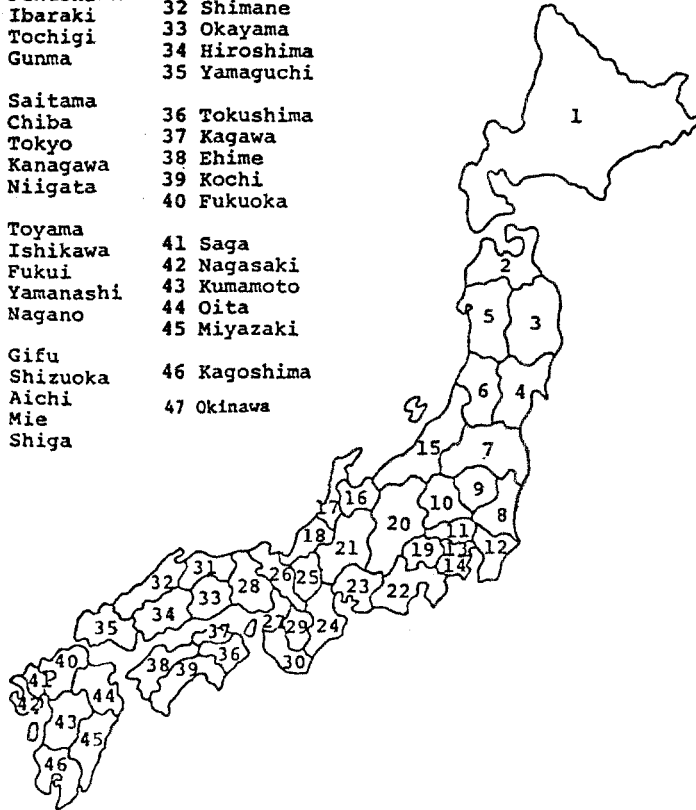 Ibaraki
Tochigi
Gunma
Saitama
Chiba
Tokyo
Kanagawa
Niigata
Toyama
Ishikawa
Fukui
Yamanashi
Nagano
Gifu
Shizuoka
Aichi
Mie
Shiga
32 Shimane
33 Okayama
34 Hiroshima
35 Yamaguchi
36 Tokushima
37 Kagawa
38 Ehime
39 Kochi
40 Fukuoka
41 Saga
42 Nagasaki
43 Kumamoto
44 Oita
45 Miyazaki
46 Kagoshima
47 Okinawa
1
2
5 3
6 4
15 7
9
17 16 10 8
20 11
18 21 19 13 12
14
32 31 26 25 23 22
33 28
35 34 27 29 24
37
40 38 39 36 30
41 44
42 43 45
46